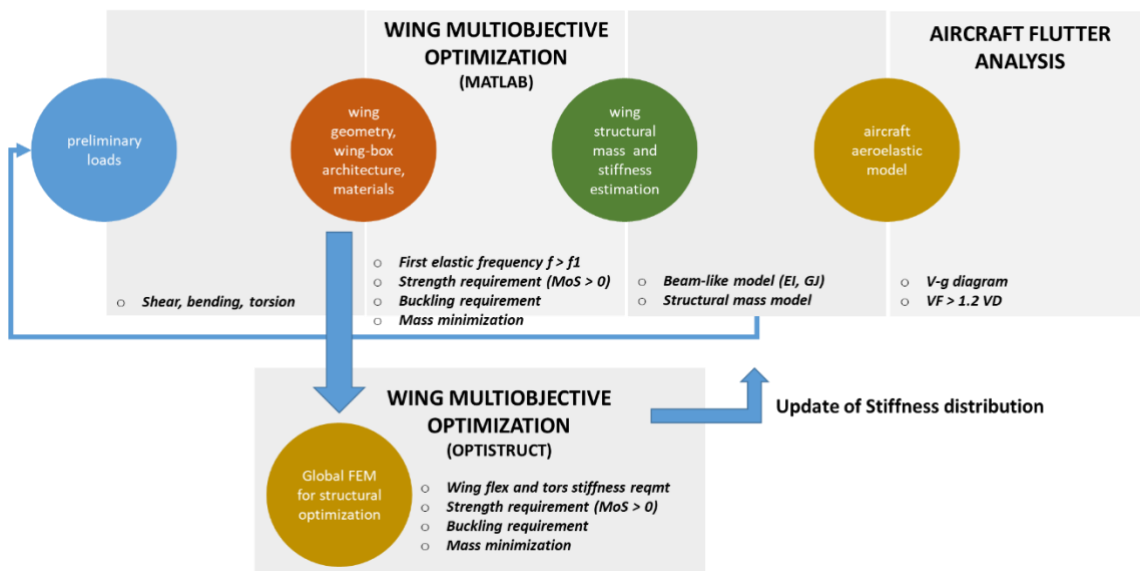 WING MULTIOBJECTIVE
OPTIMIZATION
(MATLAB)
AIRCRAFT FLUTTER
ANALYSIS
preliminary
loads
wing
geometry,
wing-box
architecture,
materials
wing
structural
mass and
stiffness
estimation
aircraft
aeroelastic
model
o Shear, bending, torsion
o First elastic frequency f > f1
o Strength requirement (MoS > 0)
o Buckling requirement
o Mass minimization
o Beam-like model (EI, GJ)
o Structural mass model
o V-g diagram
o VF > 1.2 VD
WING MULTIOBJECTIVE
OPTIMIZATION
(OPTISTRUCT)
Global FEM
for structural
optimization
o Wing flex and tors stiffness reqmt
o Strength requirement (MoS > 0)
o Buckling requirement
o Mass minimization
Update of Stiffness distribution